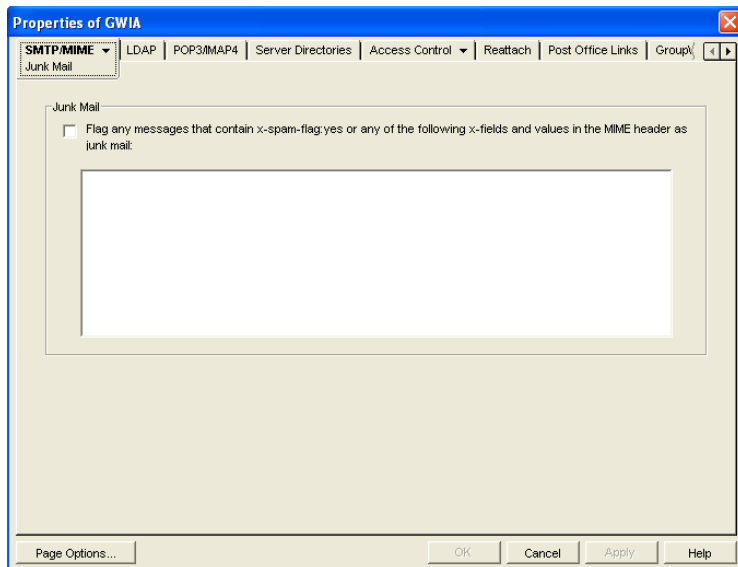 Properties of GWIA
SMTP/MIME LDAP POP3/IMAP4 Server Directories Access Control Reattach Post Office Links
Junk Mail
Junk Mail
Flag any messages that contain x-spam-flag:yes or any of the following x-fields and values in the MIME header as
junk mail:
Page Options... OK Cancel Apply Help